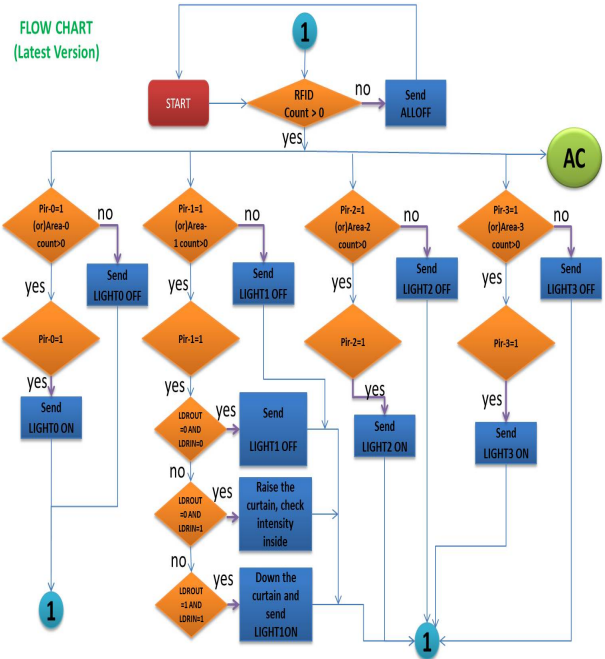 FLOW CHART
(Latest Version)
1
START
RFID
Count > 0
no
Send
ALLOFF
yes
AC
Pir-0=1
(or)Area-0
count>0
no
Send
LIGHT0 OFF
yes
Pir-0=1
yes
Send
LIGHT0 ON
1
Pir-1=1
(or)Area-
1 count>0
no
Send
LIGHT1 OFF
yes
Pir-1=1
yes
LDROUT
=0 AND
LDRIN=0
yes
Send
LIGHT1 OFF
no
LDROUT
=0 AND
LDRIN=1
yes
Raise the
curtain, check
intensity
inside
no
LDROUT
=1 AND
LDRIN=1
yes
Down the
curtain and
send
LIGHT1ON
Pir-2=1
(or)Area-2
count>0
no
Send
LIGHT2 OFF
yes
Pir-2=1
yes
Send
LIGHT2 ON
Pir-3=1
(or)Area-3
count>0
no
Send
LIGHT3 OFF
yes
Pir-3=1
yes
Send
LIGHT3 ON
1